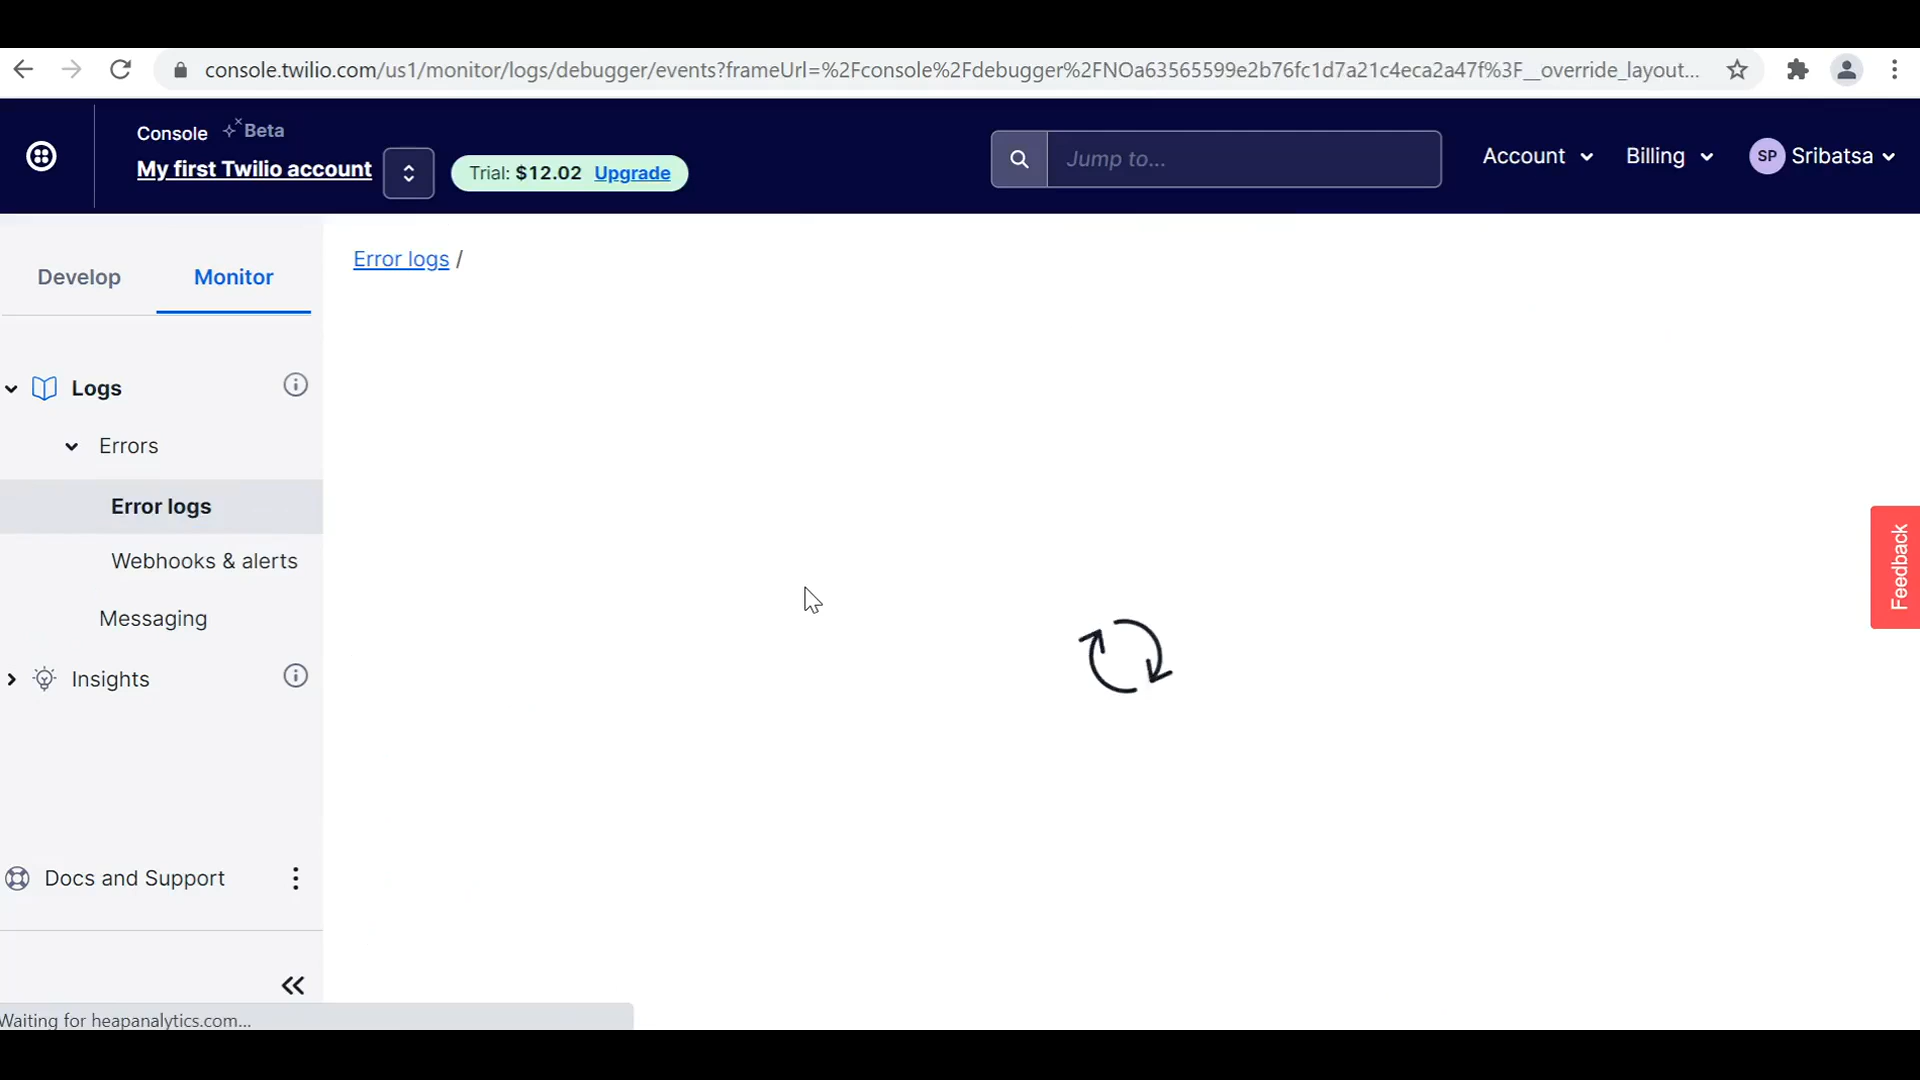 console.twilio.com/us1/monitor/logs/debugger/events?frameUrl=%2Fconsole%2Fdebugger%2FNOa63565599e2b76fc1d7a21c4eca2a47f%3F__override_layout...
Console Beta
My first Twilio account
Trial: $12.02 Upgrade
Jump to...
Account
Billing
SP Sribatsa
Develop
Monitor
Error logs /
Logs
Errors
Error logs
Webhooks & alerts
Messaging
Insights
Docs and Support
Feedback
Waiting for heapanalytics.com...